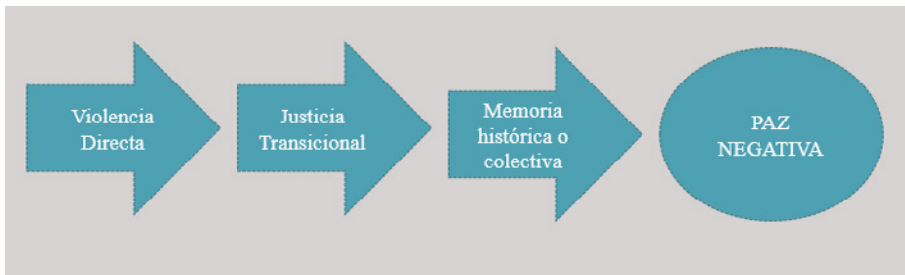 Violencia
Directa
Justicia
Transicional
Memoria
histórica o
colectiva
PAZ
NEGATIVA